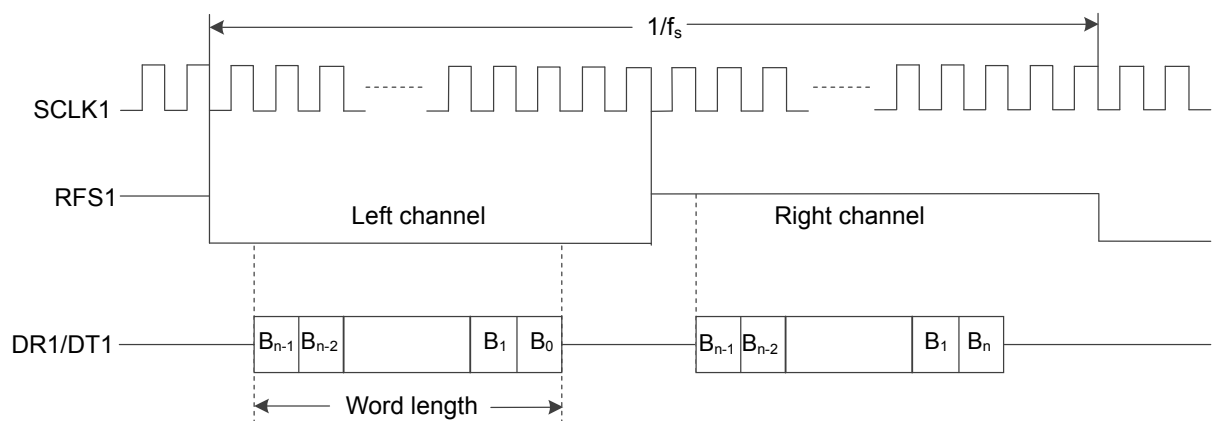 1/fs
SCLK1
RFS1
Left channel
Right channel
DR1/DT1
Bn-1 Bn-2 B1 B0 Bn-1 Bn-2 B1 Bn
Word length